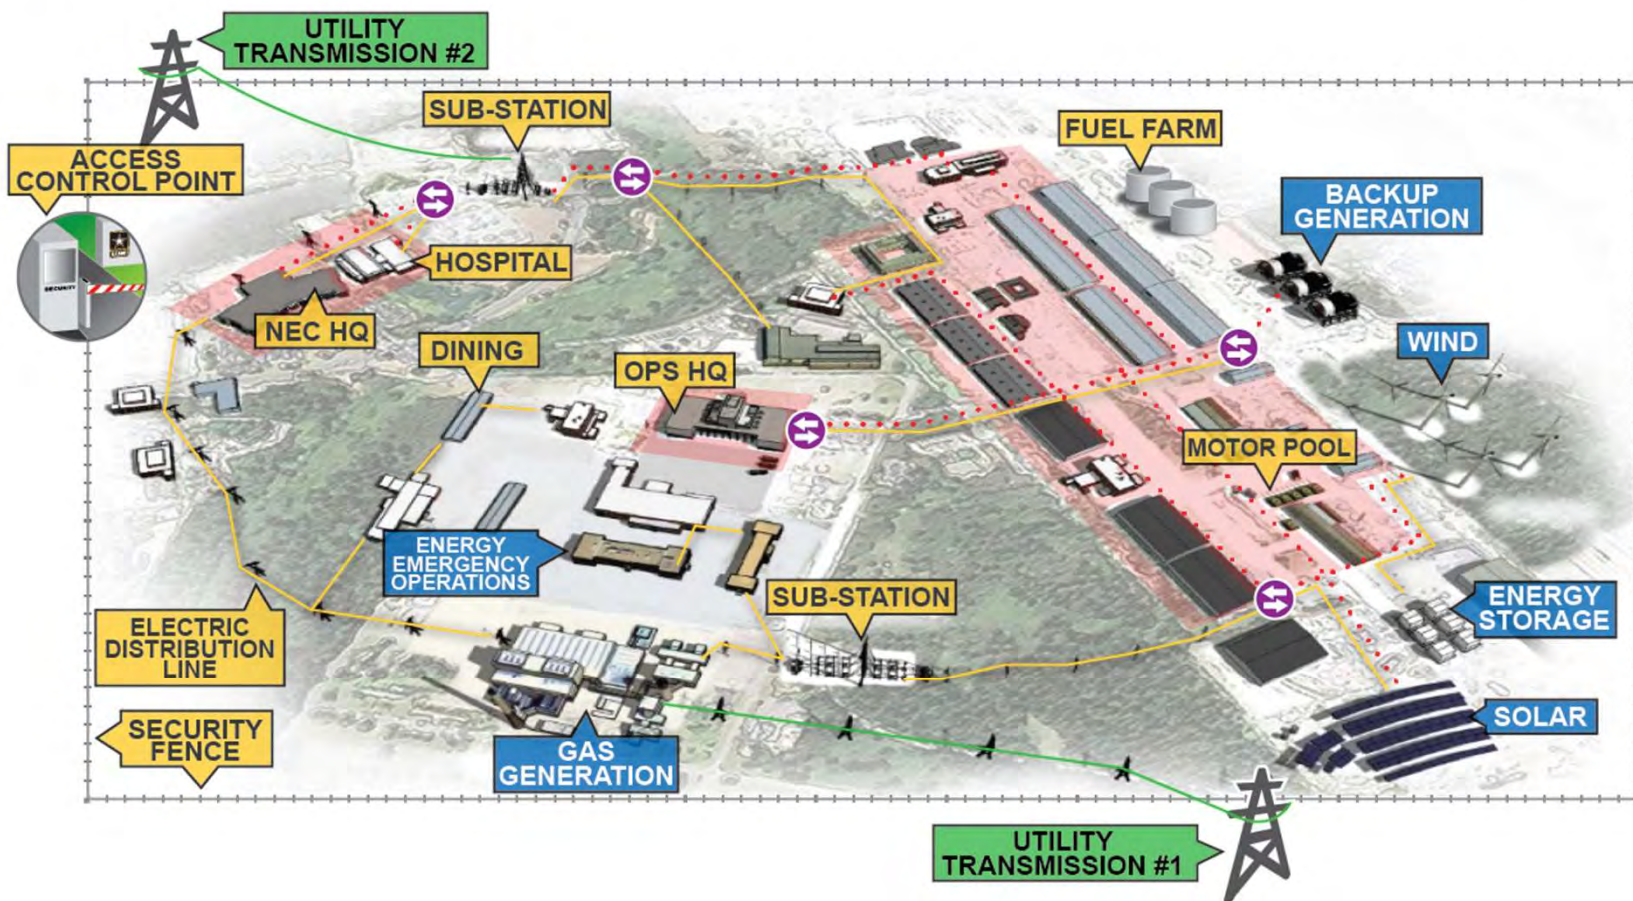 UTILITY
TRANSMISSION #2
SUB-STATION
FUEL FARM
ACCESS
CONTROL POINT
BACKUP
GENERATION
SECURITY
HOSPITAL
NEC HQ
DINING
OPS HQ
WIND
MOTOR POOL
ENERGY
EMERGENCY
OPERATIONS
SUB-STATION
ENERGY
STORAGE
ELECTRIC
DISTRIBUTION
LINE
SECURITY
FENCE
GAS
GENERATION
SOLAR
UTILITY
TRANSMISSION #1